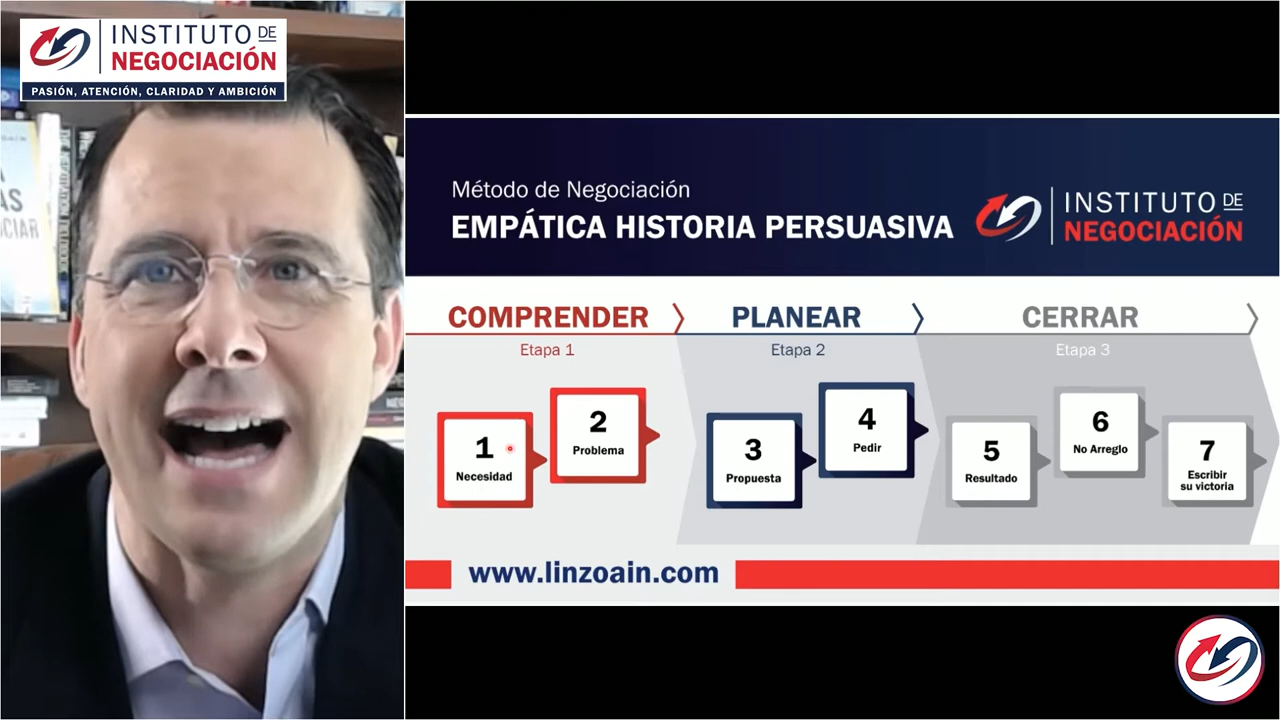 INSTITUTO DE
NEGOCIACIÓN
PASIÓN, ATENCIÓN, CLARIDAD Y AMBICIÓN
Método de Negociación
EMPÁTICA HISTORIA PERSUASIVA
INSTITUTO DE
NEGOCIACIÓN
COMPRENDER
PLANEAR
CERRAR
Etapa 1
Etapa 2
Etapa 3
1
Necesidad
2
Problema
3
Propuesta
4
Pedir
5
Resultado
6
No Arreglo
7
Escribir
su victoria
www.linzoain.com